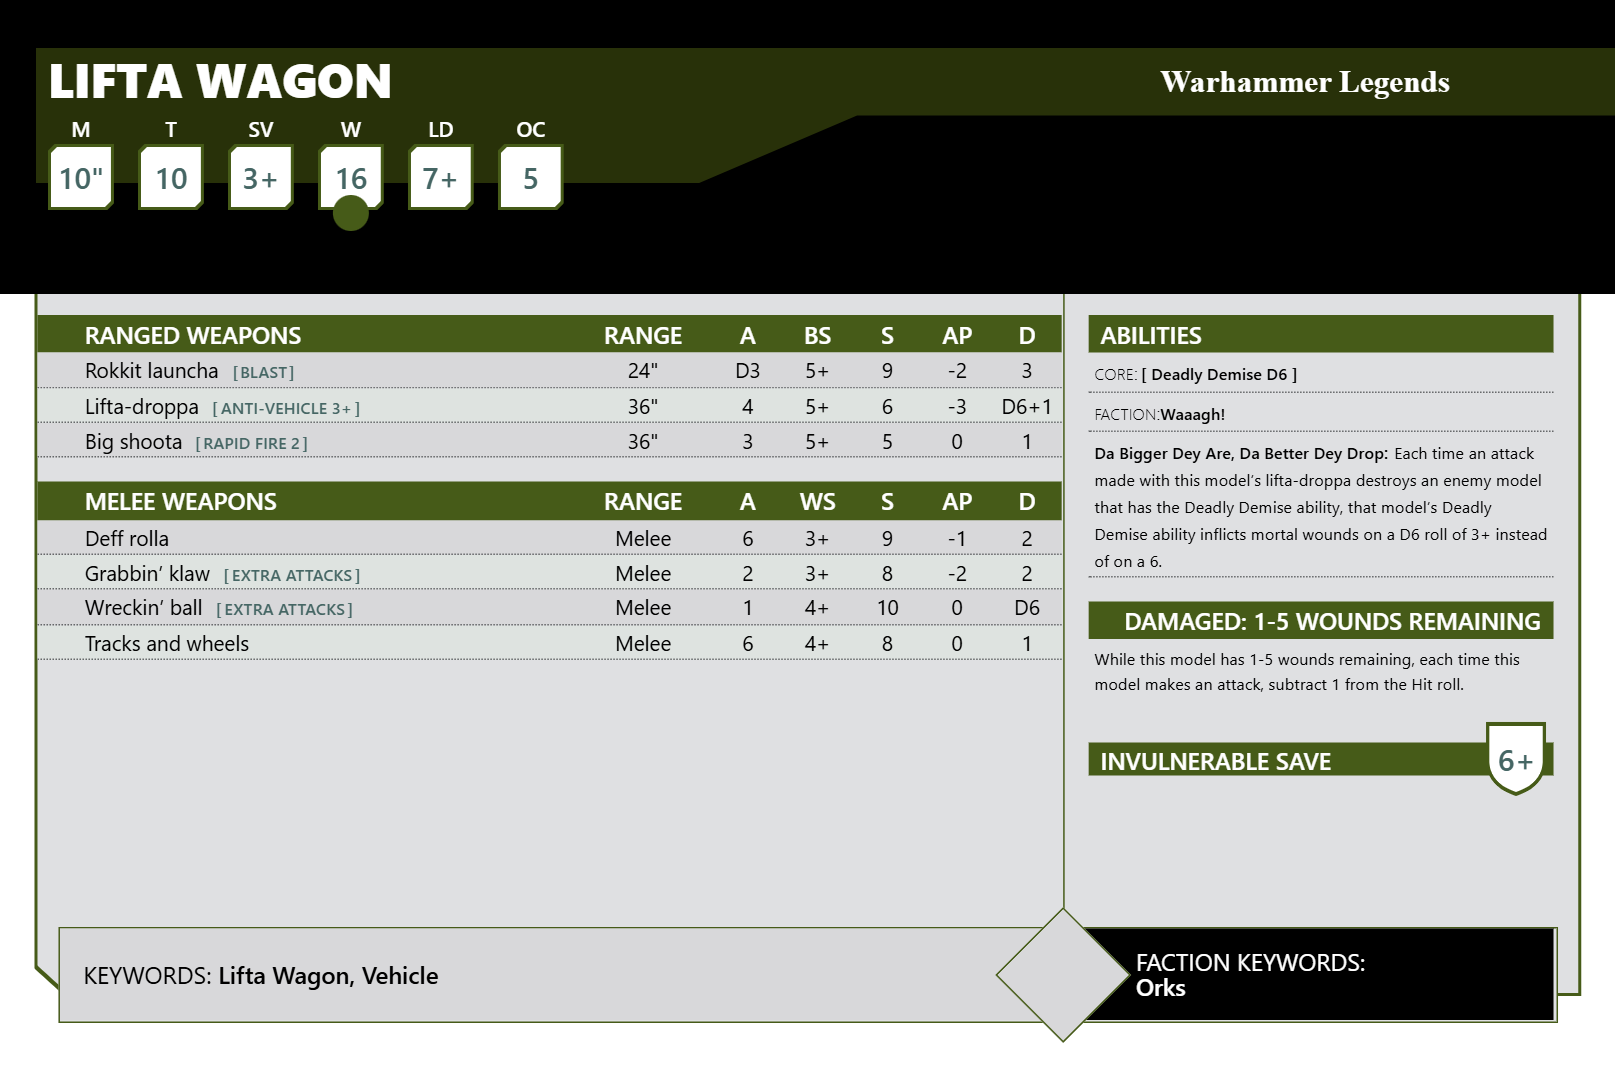 LIFTA WAGON
Warhammer Legends
M T SV W LD OC
10" 10 3+ 16 7+ 5
RANGED WEAPONS RANGE A BS S AP D
Rokkit launcha [BLAST] 24" D3 5+ 9 -2 3
Lifta-droppa [ANTI-VEHICLE 3+] 36" 4 5+ 6 -3 D6+1
Big shoota [RAPID FIRE 2] 36" 3 5+ 5 0 1
MELEE WEAPONS RANGE A WS S AP D
Deff rolla Melee 6 3+ 9 -1 2
Grabbin’ klaw [EXTRA ATTACKS] Melee 2 3+ 8 -2 2
Wreckin’ ball [EXTRA ATTACKS] Melee 1 4+ 10 0 D6
Tracks and wheels Melee 6 4+ 8 0 1
ABILITIES
CORE: [ Deadly Demise D6 ]
FACTION:Waaagh!
Da Bigger Dey Are, Da Better Dey Drop: Each time an attack
made with this model’s lifta-droppa destroys an enemy model
that has the Deadly Demise ability, that model’s Deadly
Demise ability inflicts mortal wounds on a D6 roll of 3+ instead
of on a 6.
DAMAGED: 1-5 WOUNDS REMAINING
While this model has 1-5 wounds remaining, each time this
model makes an attack, subtract 1 from the Hit roll.
INVULNERABLE SAVE 6+
KEYWORDS: Lifta Wagon, Vehicle
FACTION KEYWORDS:
Orks